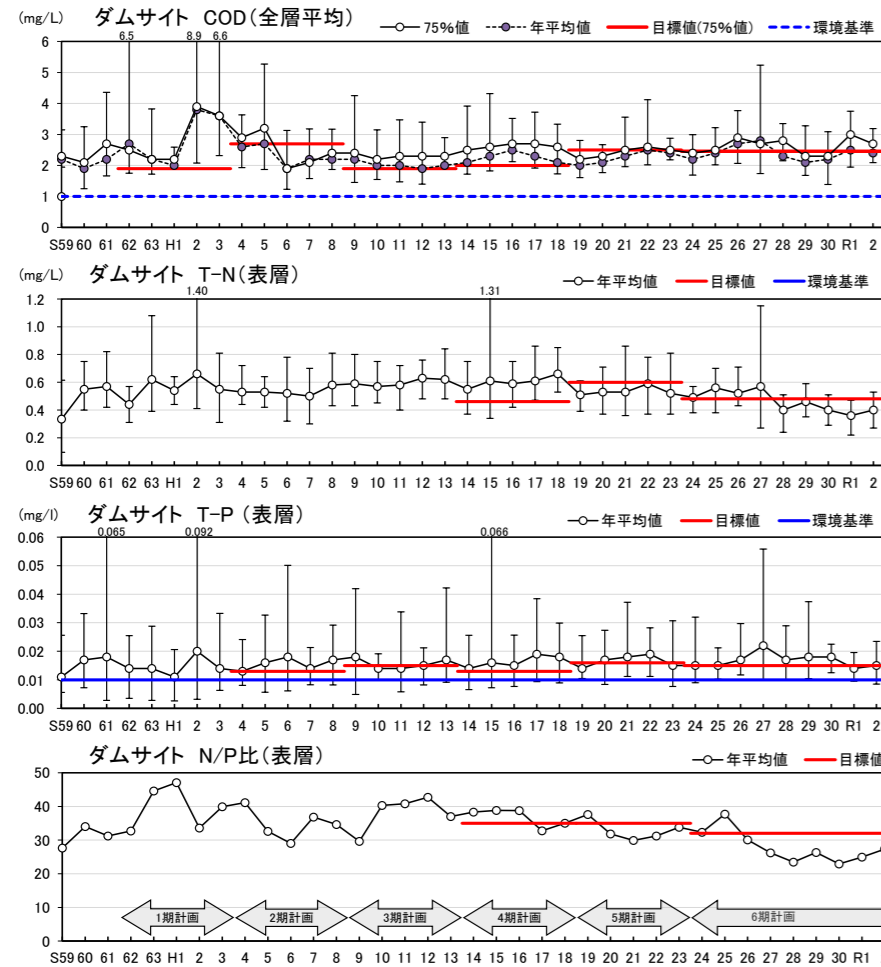 (mg/L) ダムサイト COD(全層平均) 75%値 年平均値 目標値(75%値) 環境基準
6.5 8.9 6.6
6
5
4
3
2
1
0
S59 60 61 62 63 H1 2 3 4 5 6 7 8 9 10 11 12 13 14 15 16 17 18 19 20 21 22 23 24 25 26 27 28 29 30 R1 2
(mg/L) ダムサイト T-N(表層) 年平均値 目標値 環境基準
1.40 1.31
1.2
1.0
0.8
0.6
0.4
0.2
0.0
S59 60 61 62 63 H1 2 3 4 5 6 7 8 9 10 11 12 13 14 15 16 17 18 19 20 21 22 23 24 25 26 27 28 29 30 R1 2
(mg/l) ダムサイト T-P (表層) 年平均値 目標値 環境基準
0.065 0.092 0.066
0.06
0.05
0.04
0.03
0.02
0.01
0.00
S59 60 61 62 63 H1 2 3 4 5 6 7 8 9 10 11 12 13 14 15 16 17 18 19 20 21 22 23 24 25 26 27 28 29 30 R1 2
ダムサイト N/P比(表層) 年平均値 目標値
50
40
30
20
10
0
1期計画 2期計画 3期計画 4期計画 5期計画 6期計画
S59 60 61 62 63 H1 2 3 4 5 6 7 8 9 10 11 12 13 14 15 16 17 18 19 20 21 22 23 24 25 26 27 28 29 30 R1